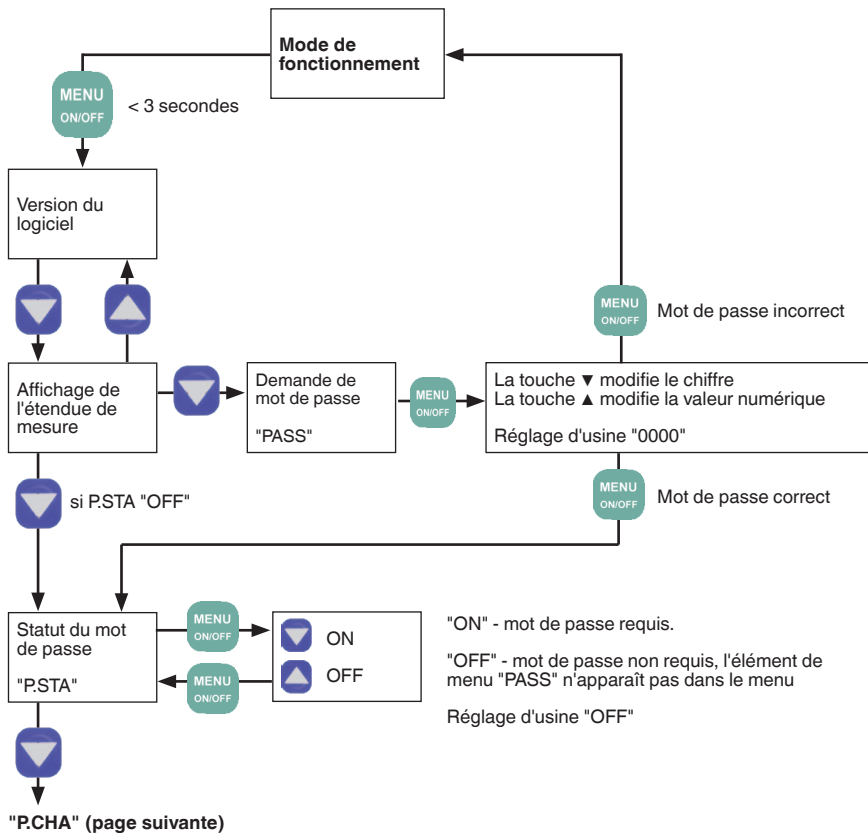 Mode de
fonctionnement
MENU
ON/OFF
< 3 secondes
Version du
logiciel
MENU
ON/OFF
Mot de passe incorrect
Affichage de
l'étendue de
mesure
Demande de
mot de passe
"PASS"
MENU
ON/OFF
La touche ▼ modifie le chiffre
La touche ▲ modifie la valeur numérique
Réglage d'usine "0000"
si P.STA "OFF"
MENU
ON/OFF
Mot de passe correct
Statut du mot
de passe
"P.STA"
MENU
ON/OFF
MENU
ON/OFF
ON
OFF
"ON" - mot de passe requis.
"OFF" - mot de passe non requis, l'élément de
menu "PASS" n'apparaît pas dans le menu
Réglage d'usine "OFF"
"P.CHA" (page suivante)